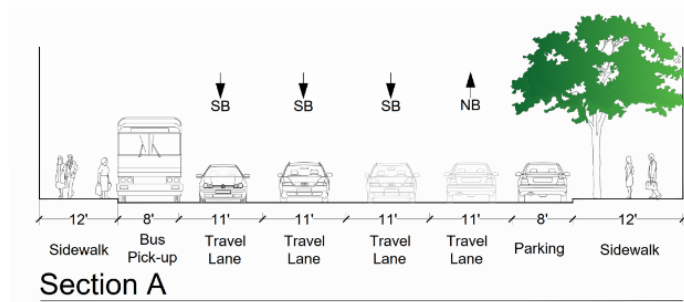 SB SB SB NB
12' 8' 11' 11' 11' 11' 8' 12'
Sidewalk Bus Pick-up Travel Lane Travel Lane Travel Lane Travel Lane Parking Sidewalk
Section A